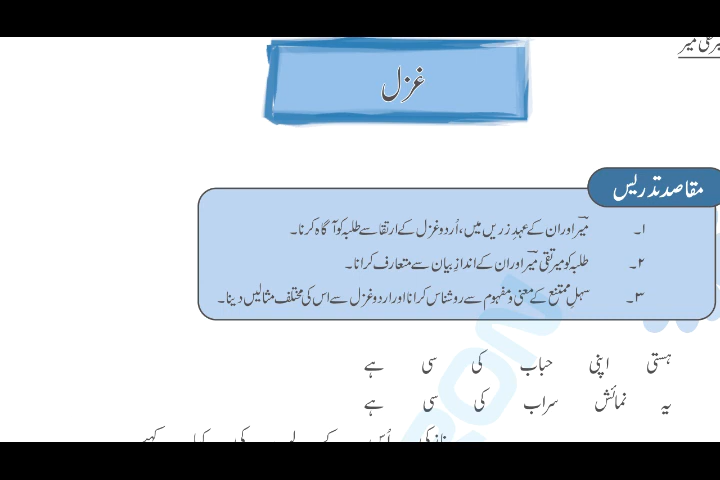 میر
غزل
مقاصد تدریس
۱۔ میرؔ اور ان کے عہدِ زریں میں، اُردو غزل کے ارتقا سے طلبہ کو آگاہ کرنا۔
۲۔ طلبہ کو میر تقی میرؔ اور ان کے اندازِ بیان سے متعارف کرانا۔
۳۔ سہلِ ممتنع کے معنی و مفہوم سے روشناس کرانا اور اردو غزل سے اس کی مختلف مثالیں دینا۔
ہستی اپنی حباب کی سی ہے
یہ نمائش سراب کی سی ہے